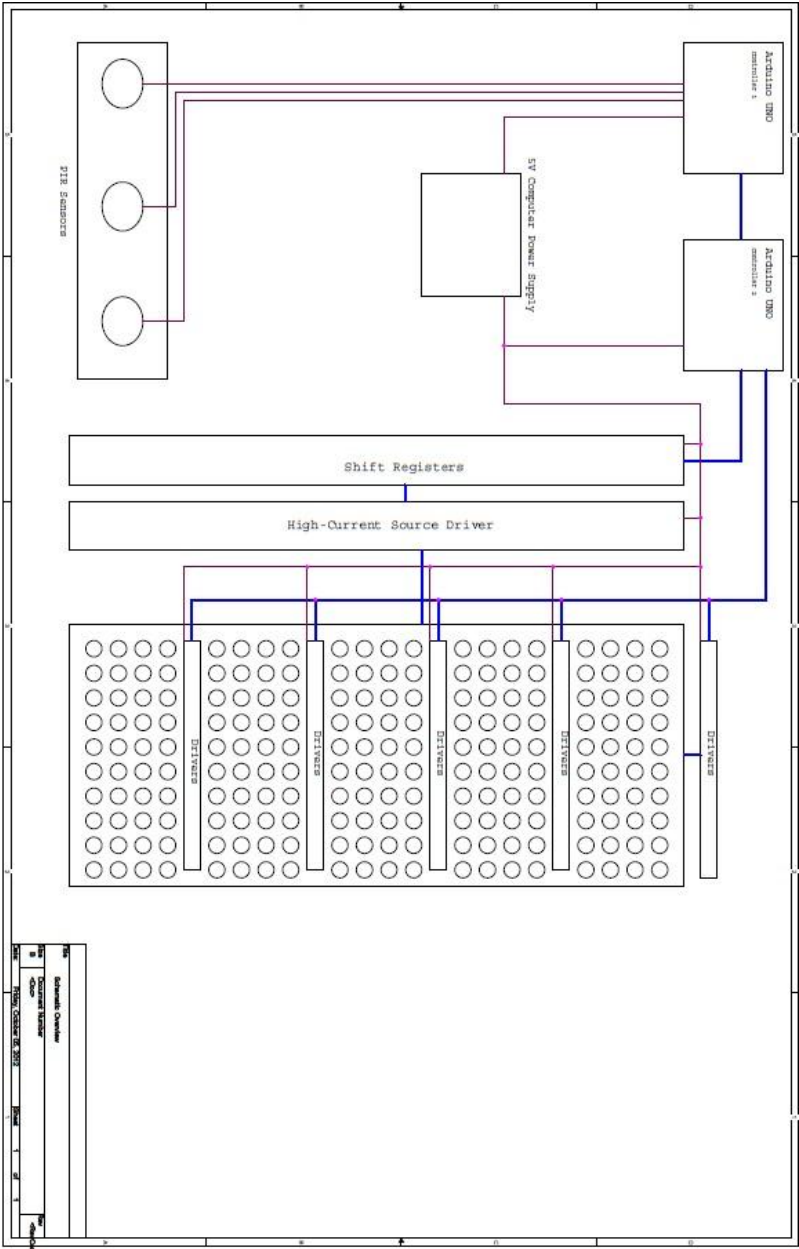 Arduino UNO
controller 1
Arduino UNO
controller 2
5V Computer Power Supply
PIR Sensors
Shift Registers
High-Current Source Driver
Drivers
Drivers
Drivers
Drivers
Drivers
Title
Schematic Overview
Size
B
Document Number
<Doc>
Rev
Date:
Friday, October 05, 2012
Sheet
1
of
1